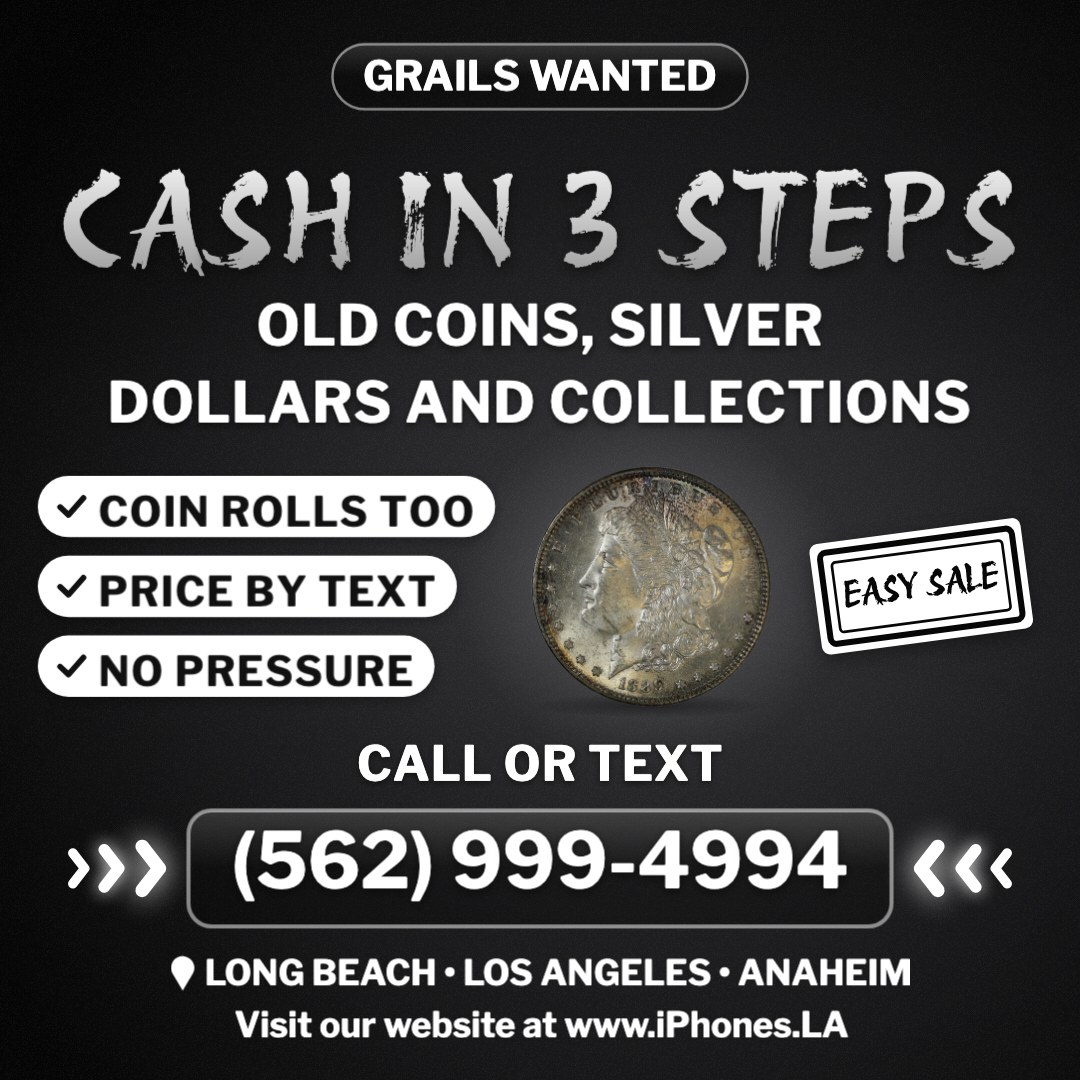 GRAILS WANTED
CASH IN 3 STEPS
OLD COINS, SILVER
DOLLARS AND COLLECTIONS
COIN ROLLS TOO
PRICE BY TEXT
NO PRESSURE
EASY SALE
CALL OR TEXT
(562) 999-4994
LONG BEACH • LOS ANGELES • ANAHEIM
Visit our website at www.iPhones.LA